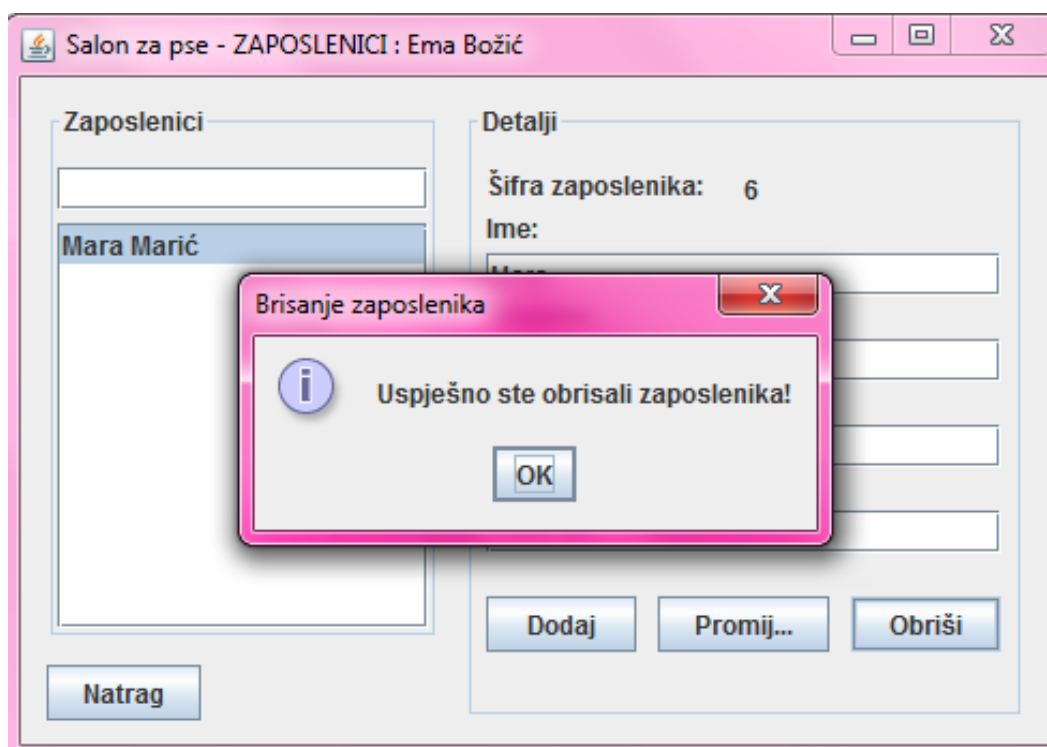 Salon za pse - ZAPOSLENICI : Ema Božić
Zaposlenici
Mara Marić
Detalji
Šifra zaposlenika: 6
Ime:
Brisanje zaposlenika
Uspješno ste obrisali zaposlenika!
OK
Dodaj
Promij...
Obriši
Natrag